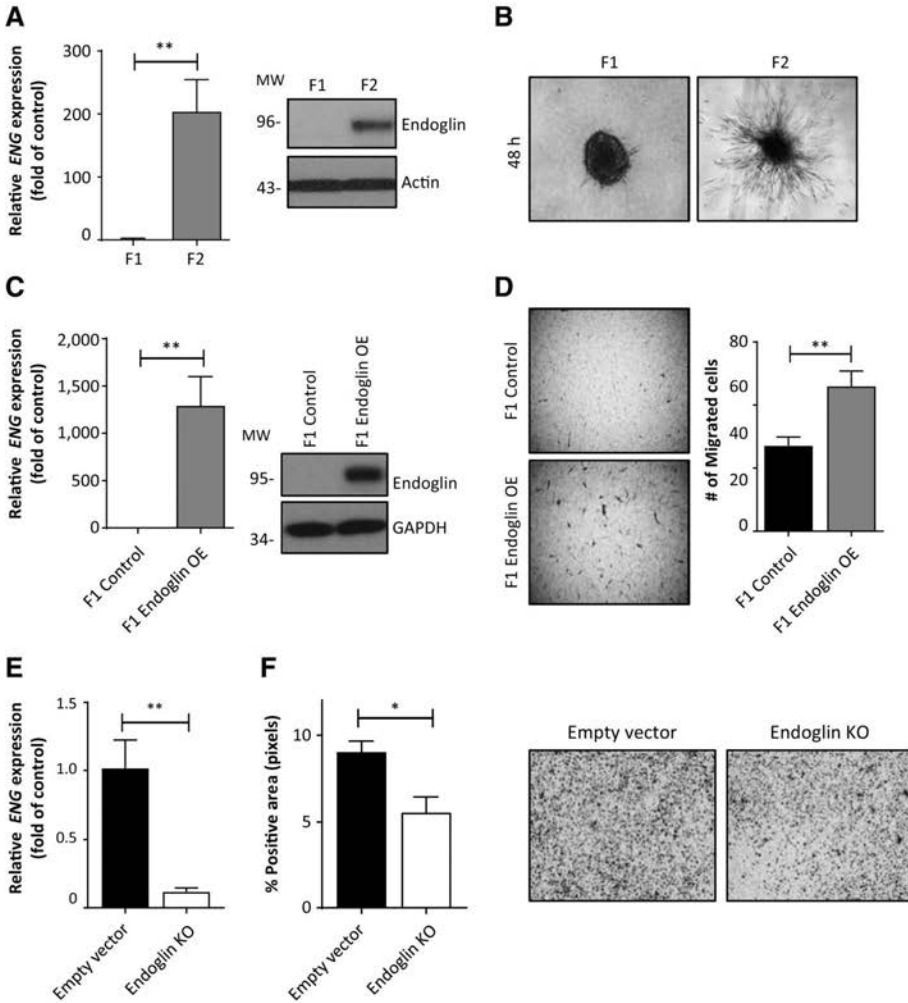 A
Relative ENG expression
(fold of control)
300
200
100
0
**
F1
F2
MW
F1
F2
96-
Endoglin
43-
Actin
B
F1
F2
48 h
C
Relative ENG expression
(fold of control)
2,000
1,500
1,000
500
0
**
F1 Control
F1 Endoglin OE
MW
F1 Control
F1 Endoglin OE
95-
Endoglin
34-
GAPDH
D
F1 Control
F1 Endoglin OE
# of Migrated cells
80
60
40
20
0
**
F1 Control
F1 Endoglin OE
E
Relative ENG expression
(fold of control)
1.5
1.0
0.5
0
**
Empty vector
Endoglin KO
F
% Positive area (pixels)
10
5
0
*
Empty vector
Endoglin KO
Empty vector
Endoglin KO